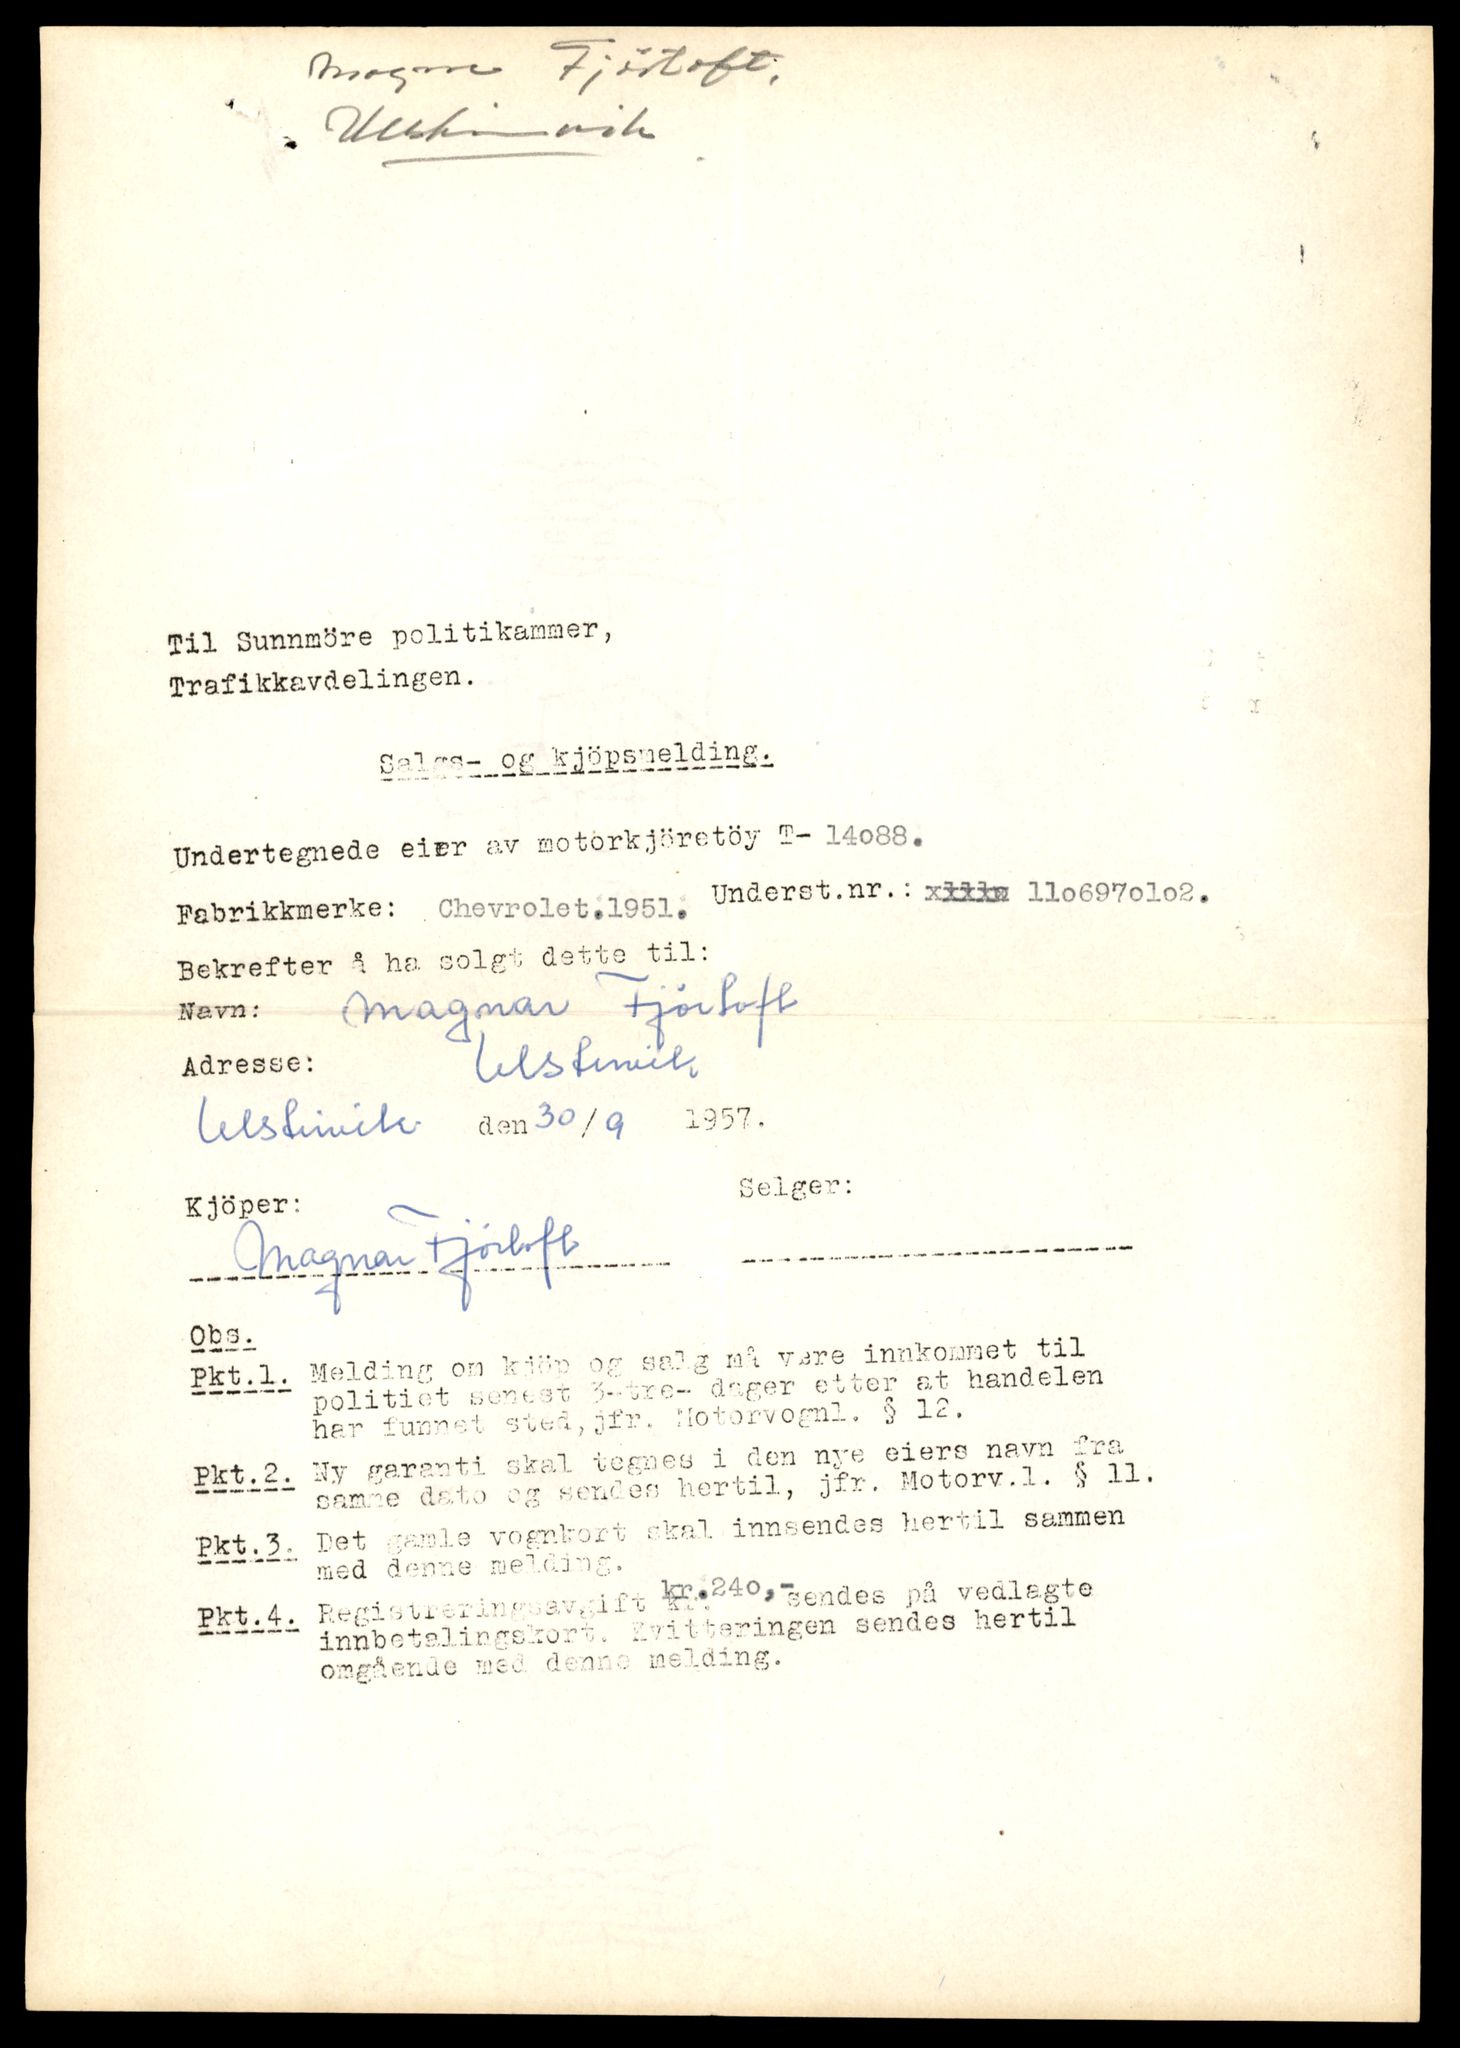 Magne Fjörtoft.
Ulsteinvik
Til Sunnmöre politikammer,
Trafikkavdelingen.
Salgs- og kjöpsmelding.
Undertegnede eier av motorkjöretöy T- 14o88.
Fabrikkmerke: Chevrolet.1951. Underst.nr.: 11o697o1o2.
Bekrefter å ha solgt dette til:
Navn: Magnar Fjörtoft
Adresse: Ulsteinvik
Ulsteinvik den 30/9 1957.
Kjöper: Selger:
Magnar Fjörtoft
Obs.
Pkt.1. Melding om kjöp og salg må være innkommet til
politiet senest 3-tre- dager etter at handelen
har funnet sted, jfr. Motorvognl. § 12.
Pkt.2. Ny garanti skal tegnes i den nye eiers navn fra
samme dato og sendes hertil, jfr. Motorv.l. § 11.
Pkt.3. Det gamle vognkort skal innsendes hertil sammen
med denne melding.
Pkt.4. Registreringsavgift kr.24o,- sendes på vedlagte
innbetalingskort. Kvitteringen sendes hertil
omgående med denne melding.